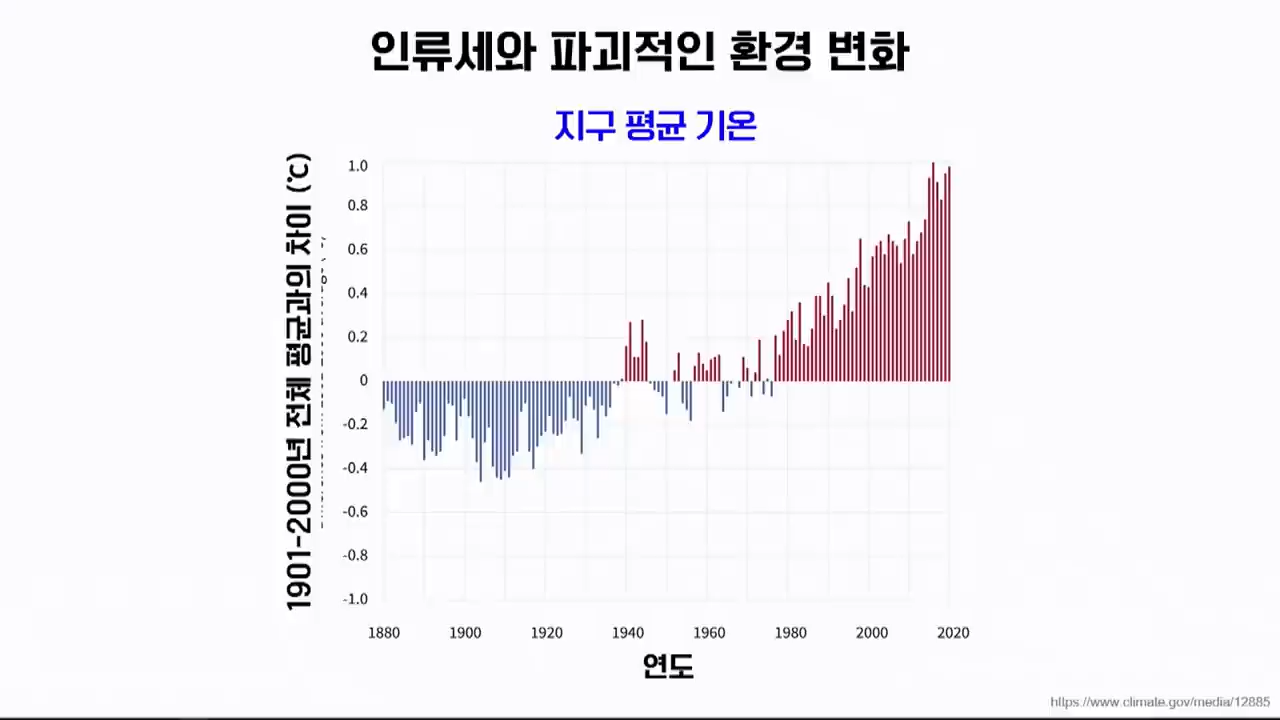 인류세와 파괴적인 환경 변화
지구 평균 기온
1901-2000년 전체 평균과의 차이 (℃)
1.0
0.8
0.6
0.4
0.2
0
-0.2
-0.4
-0.6
-0.8
-1.0
1880 1900 1920 1940 1960 1980 2000 2020
연도
https://www.climate.gov/media/12885